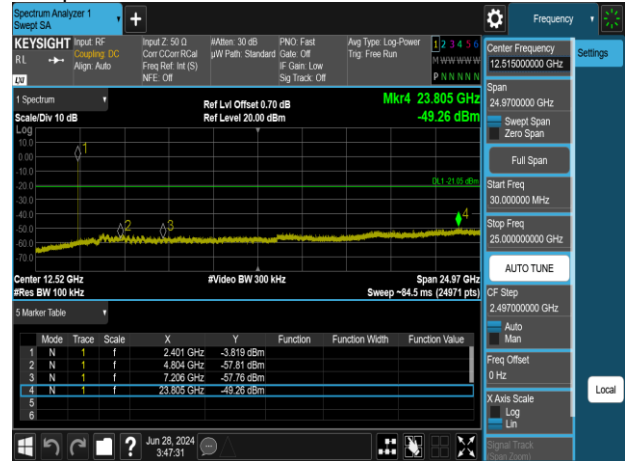 Spectrum Analyzer 1
Swept SA
+
Frequency
KEYSIGHT Input: RF Input Z: 50 Ω #Atten: 30 dB PNO: Fast Avg Type: Log-Power 1 2 3 4 5 6
RL Coupling: DC Corr CCorr RCal µW Path: Standard Gate: Off Trig: Free Run M W W W W W
Align: Auto Freq Ref: Int (S) IF Gain: Low
NFE: Off Sig Track: Off P N N N N N
LXI
1 Spectrum
Scale/Div 10 dB
Ref Lvl Offset 0.70 dB
Ref Level 20.00 dBm
Mkr4 23.805 GHz
-49.26 dBm
Log
10.0
0.00
-10.0
-20.0
-30.0
-40.0
-50.0
-60.0
-70.0
1
2
3
4
DL1 -21.05 dBm
Center 12.52 GHz #Video BW 300 kHz Span 24.97 GHz
#Res BW 100 kHz Sweep ~84.5 ms (24971 pts)
5 Marker Table
Mode Trace Scale X Y Function Function Width Function Value
1 N 1 f 2.401 GHz -3.819 dBm
2 N 1 f 4.804 GHz -57.81 dBm
3 N 1 f 7.206 GHz -57.76 dBm
4 N 1 f 23.805 GHz -49.26 dBm
5
6
Jun 28, 2024
3:47:31
?
Center Frequency
12.515000000 GHz
Settings
Span
24.9700000 GHz
Swept Span
Zero Span
Full Span
Start Freq
30.000000 MHz
Stop Freq
25.000000000 GHz
AUTO TUNE
CF Step
2.497000000 GHz
Auto
Man
Freq Offset
0 Hz
X Axis Scale
Log
Lin
Local
Signal Track
(Span Zoom)